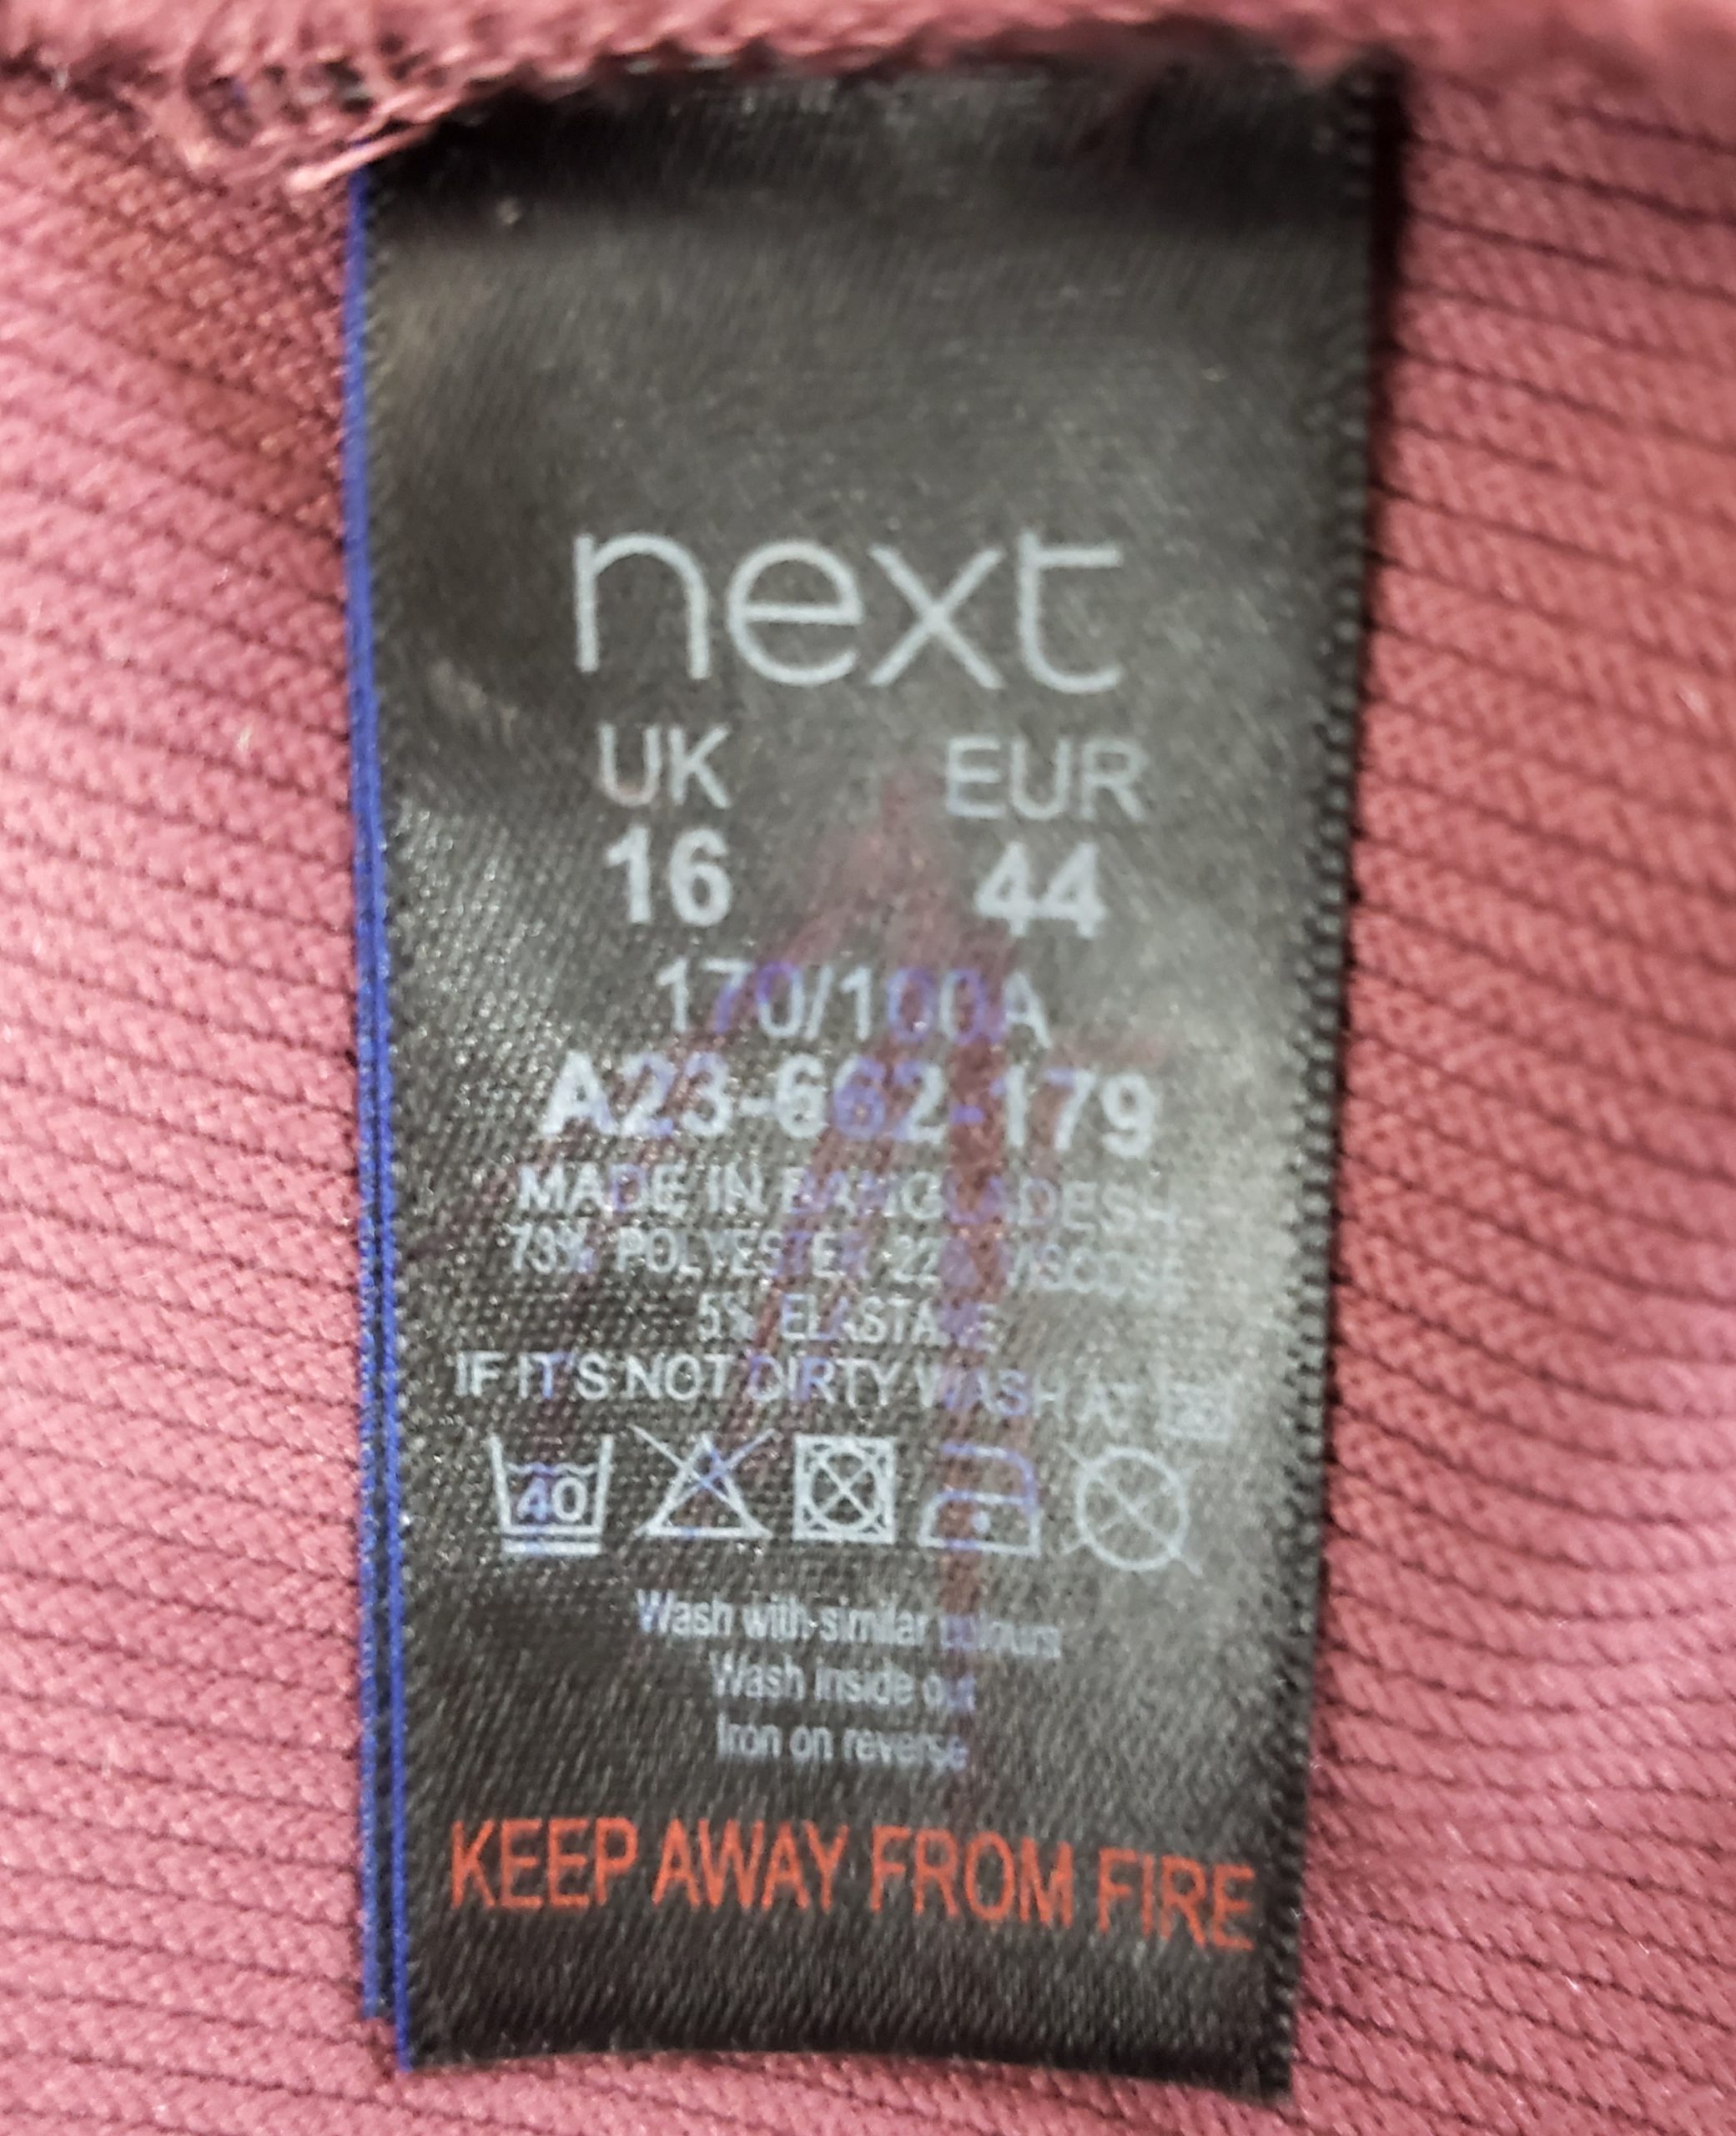 next
UK EUR
16 44
170/100A
A23-662-179
MADE IN BANGLADESH
73% POLYESTER 22% VISCOSE
5% ELASTANE
IF IT'S NOT DIRTY WASH AT
40
Wash with similar colours
Wash inside out
Iron on reverse
KEEP AWAY FROM FIRE